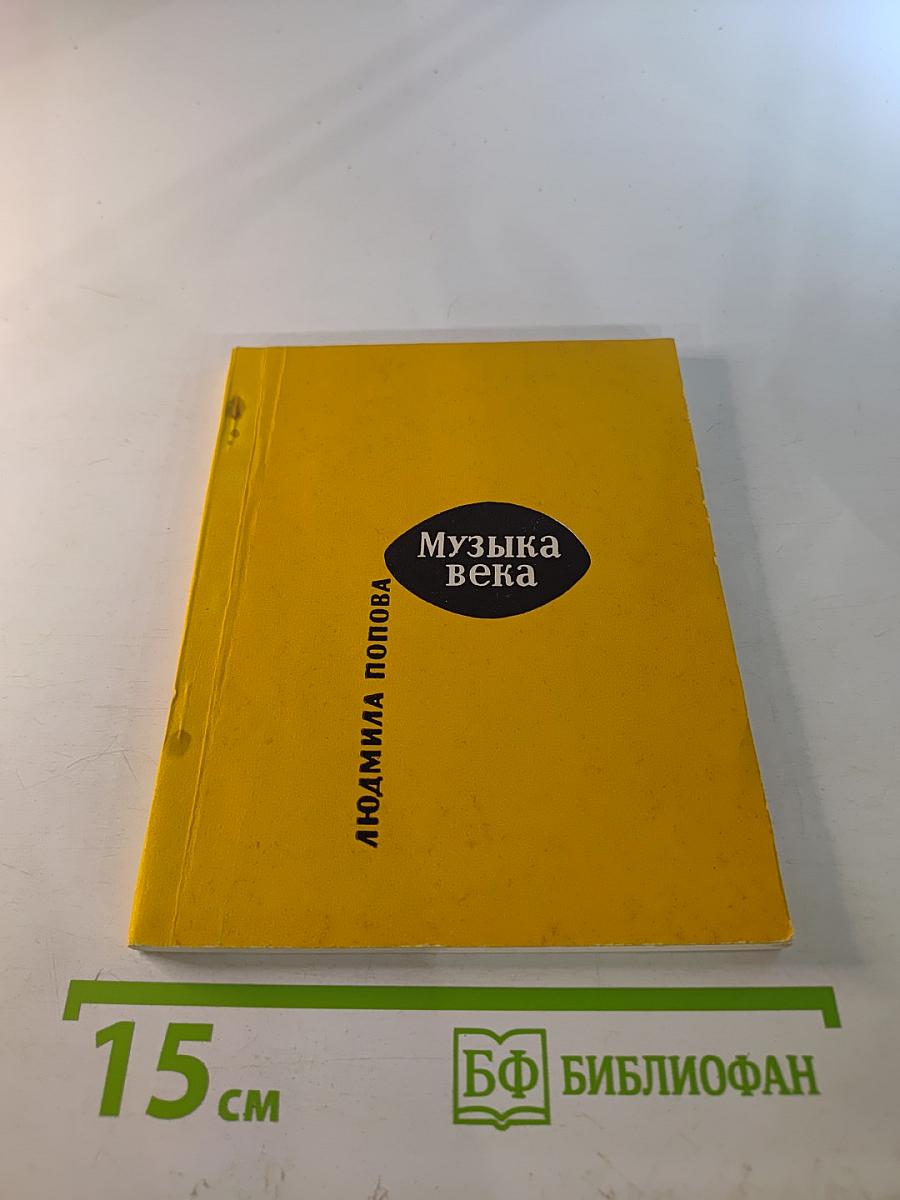 Музыка
века
ЛЮДМИЛА ПОПОВА
15 см
БФ БИБЛИОФАН